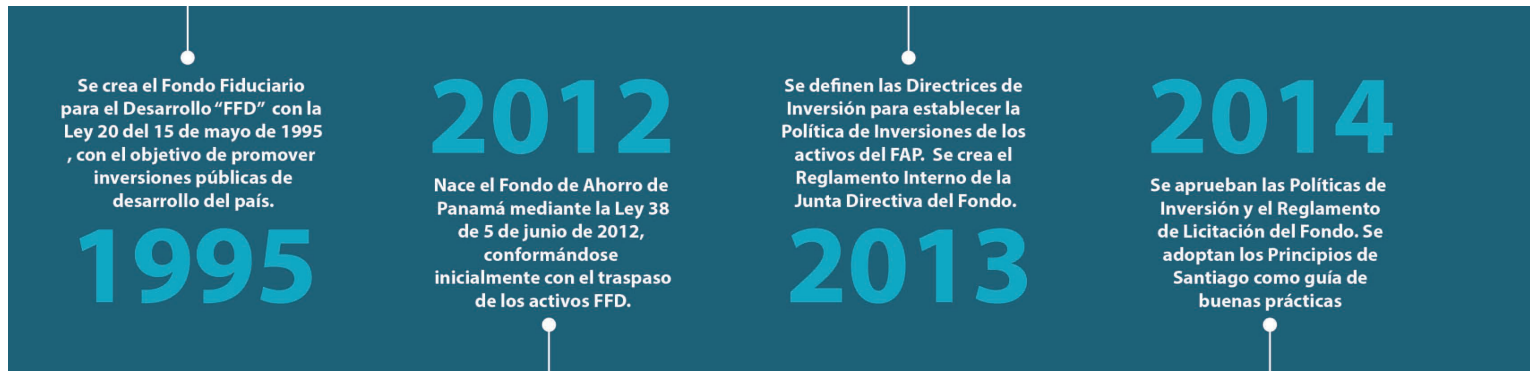 Se crea el Fondo Fiduciario
para el Desarrollo “FFD”  con la
Ley 20 del 15 de mayo de 1995
, con el objetivo de promover
inversiones públicas de
desarrollo del país.
1995
2012
Nace el Fondo de Ahorro de
Panamá mediante la Ley 38
de 5 de junio de 2012,
conformándose
inicialmente con el traspaso
de los activos FFD.
Se definen las Directrices de
Inversión para establecer la
Política de Inversiones de los
activos del FAP.  Se crea el
Reglamento Interno de la
Junta Directiva del Fondo.
2013
2014
Se aprueban las Políticas de
Inversión y el Reglamento
de Licitación del Fondo. Se
adoptan los Principios de
Santiago como guía de
buenas prácticas